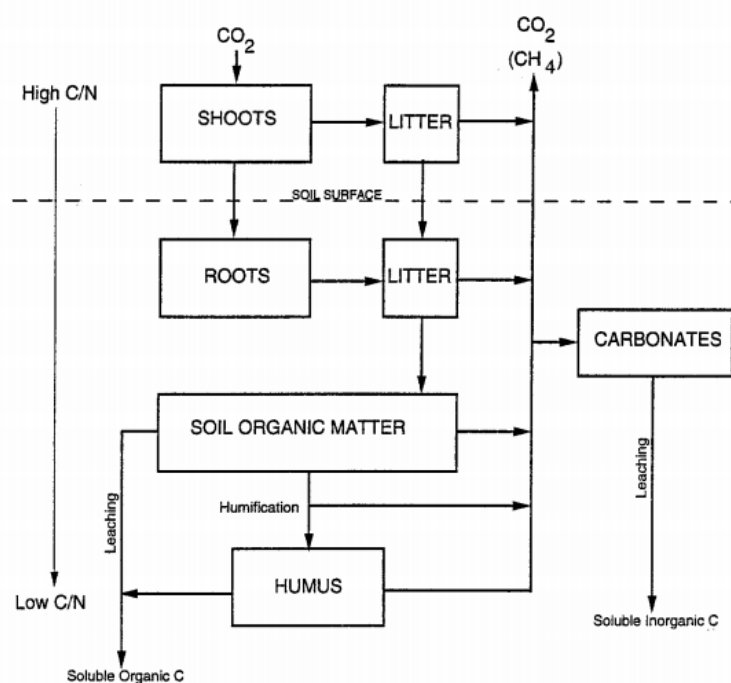 CO2
CO2
(CH4)
High C/N
SHOOTS
LITTER
SOIL SURFACE
ROOTS
LITTER
CARBONATES
SOIL ORGANIC MATTER
Leaching
Humification
Leaching
HUMUS
Low C/N
Soluble Inorganic C
Soluble Organic C